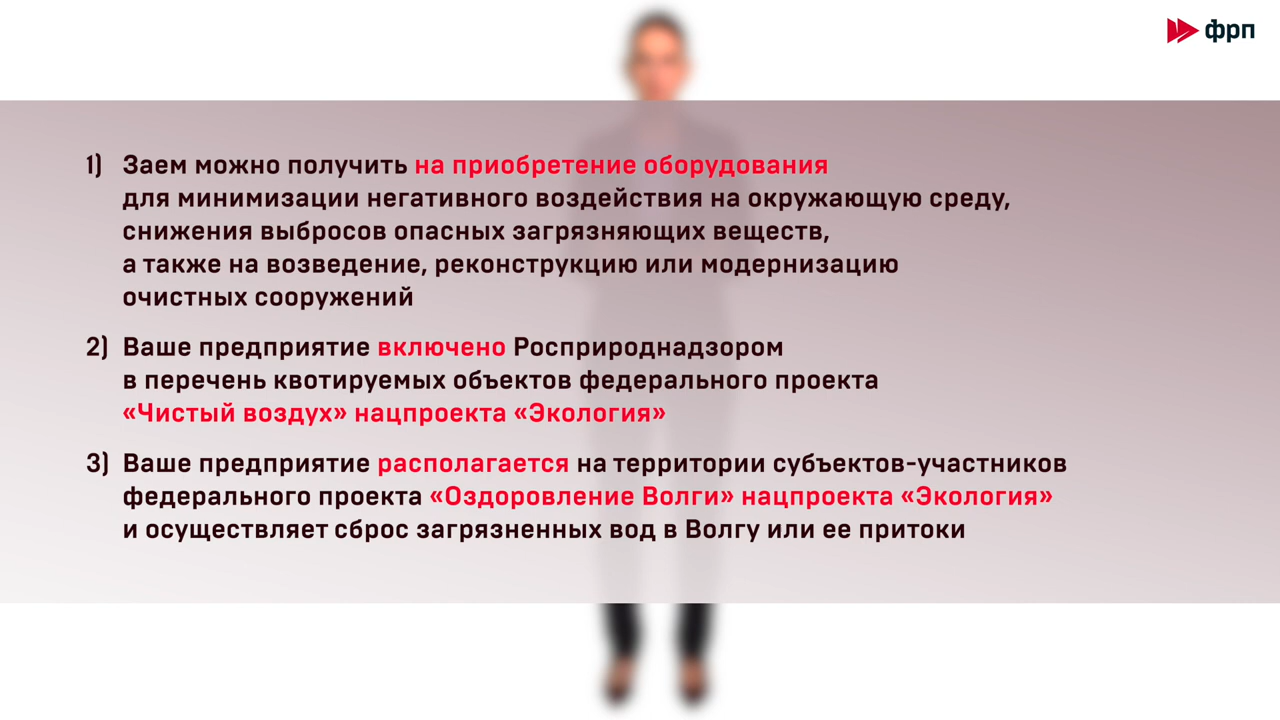 фрп
1) Заем можно получить на приобретение оборудования
для минимизации негативного воздействия на окружающую среду,
снижения выбросов опасных загрязняющих веществ,
а также на возведение, реконструкцию или модернизацию
очистных сооружений
2) Ваше предприятие включено Росприроднадзором
в перечень квотируемых объектов федерального проекта
«Чистый воздух» нацпроекта «Экология»
3) Ваше предприятие располагается на территории субъектов-участников
федерального проекта «Оздоровление Волги» нацпроекта «Экология»
и осуществляет сброс загрязненных вод в Волгу или ее притоки